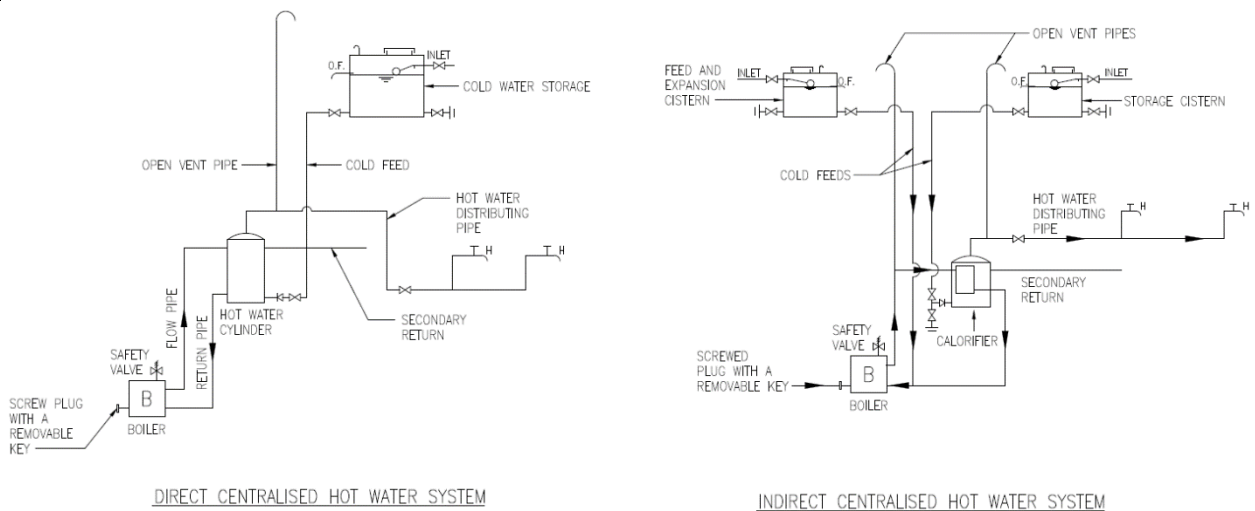 INLET
O.F.
COLD WATER STORAGE
OPEN VENT PIPE
COLD FEED
HOT WATER
DISTRIBUTING
PIPE
H
H
HOT WATER
CYLINDER
SECONDARY
RETURN
FLOW PIPE
RETURN PIPE
SAFETY
VALVE
B
BOILER
SCREW PLUG
WITH A
REMOVABLE
KEY
DIRECT CENTRALISED HOT WATER SYSTEM
OPEN VENT PIPES
FEED AND
EXPANSION
CISTERN
INLET
O.F.
O.F.
INLET
STORAGE CISTERN
COLD FEEDS
HOT WATER
DISTRIBUTING
PIPE
H
H
SECONDARY
RETURN
CALORIFIER
SAFETY
VALVE
SCREWED
PLUG WITH A
REMOVABLE KEY
B
BOILER
INDIRECT CENTRALISED HOT WATER SYSTEM